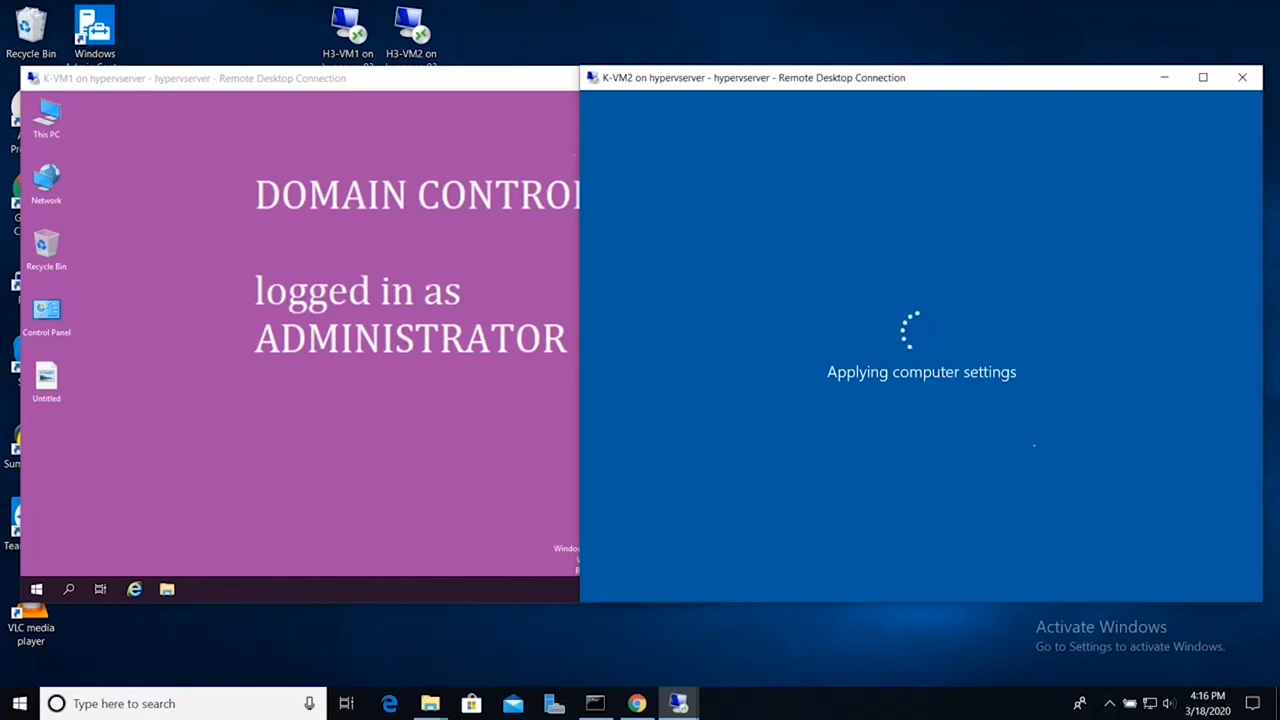 Recycle Bin
Windows
H3-VM1 on
H3-VM2 on
K-VM1 on hypervserver - hypervserver - Remote Desktop Connection
K-VM2 on hypervserver - hypervserver - Remote Desktop Connection
This PC
DOMAIN CONTRO
Network
Recycle Bin
logged in as
ADMINISTRATOR
Control Panel
Applying computer settings
Untitled
Windo
VLC media
player
Activate Windows
Go to Settings to activate Windows.
Type here to search
4:16 PM
3/18/2020